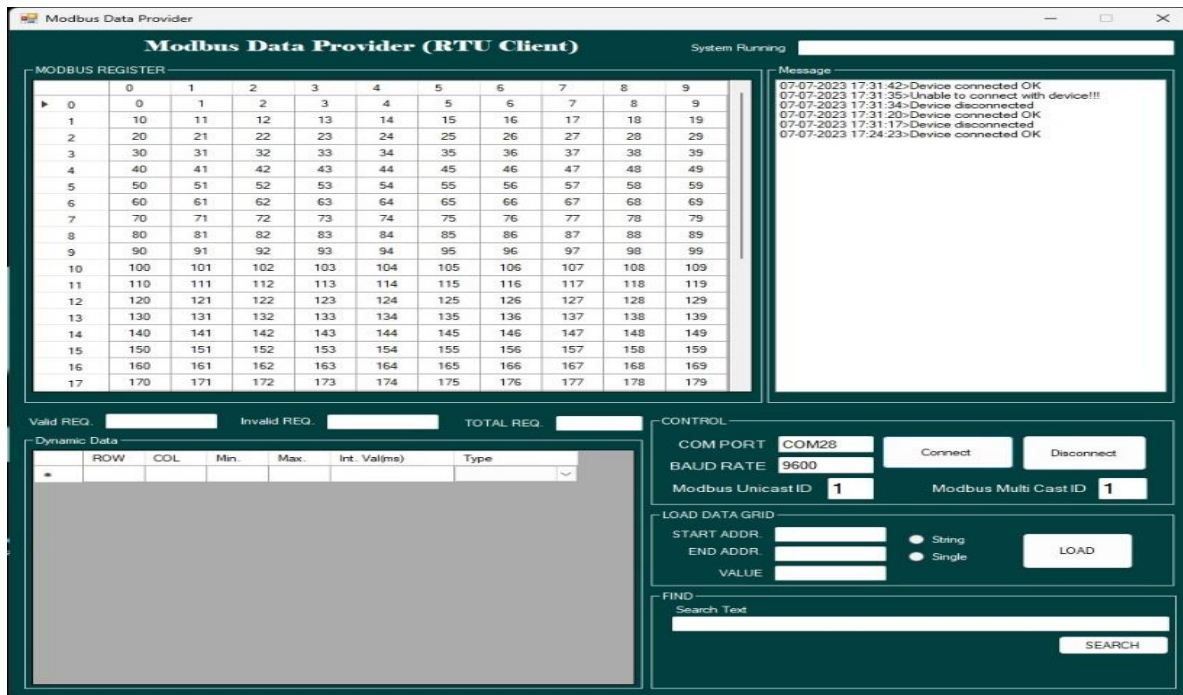 Modbus Data Provider
Modbus Data Provider (RTU Client) System Running
MODBUS REGISTER
0 1 2 3 4 5 6 7 8 9
0 0 1 2 3 4 5 6 7 8 9
1 10 11 12 13 14 15 16 17 18 19
2 20 21 22 23 24 25 26 27 28 29
3 30 31 32 33 34 35 36 37 38 39
4 40 41 42 43 44 45 46 47 48 49
5 50 51 52 53 54 55 56 57 58 59
6 60 61 62 63 64 65 66 67 68 69
7 70 71 72 73 74 75 76 77 78 79
8 80 81 82 83 84 85 86 87 88 89
9 90 91 92 93 94 95 96 97 98 99
10 100 101 102 103 104 105 106 107 108 109
11 110 111 112 113 114 115 116 117 118 119
12 120 121 122 123 124 125 126 127 128 129
13 130 131 132 133 134 135 136 137 138 139
14 140 141 142 143 144 145 146 147 148 149
15 150 151 152 153 154 155 156 157 158 159
16 160 161 162 163 164 165 166 167 168 169
17 170 171 172 173 174 175 176 177 178 179
Message
07-07-2023 17:31:42>Device connected OK
07-07-2023 17:31:35>Unable to connect with device!!!
07-07-2023 17:31:34>Device disconnected
07-07-2023 17:31:20>Device connected OK
07-07-2023 17:31:17>Device disconnected
07-07-2023 17:24:23>Device connected OK
Valid REQ. Invalid REQ. TOTAL REQ.
Dynamic Data
ROW COL Min. Max. Int. Val(ms) Type
CONTROL
COM PORT COM28 Connect Disconnect
BAUD RATE 9600
Modbus Unicast ID 1 Modbus Multi Cast ID 1
LOAD DATA GRID
START ADDR. String
END ADDR. Single LOAD
VALUE
FIND
Search Text
SEARCH